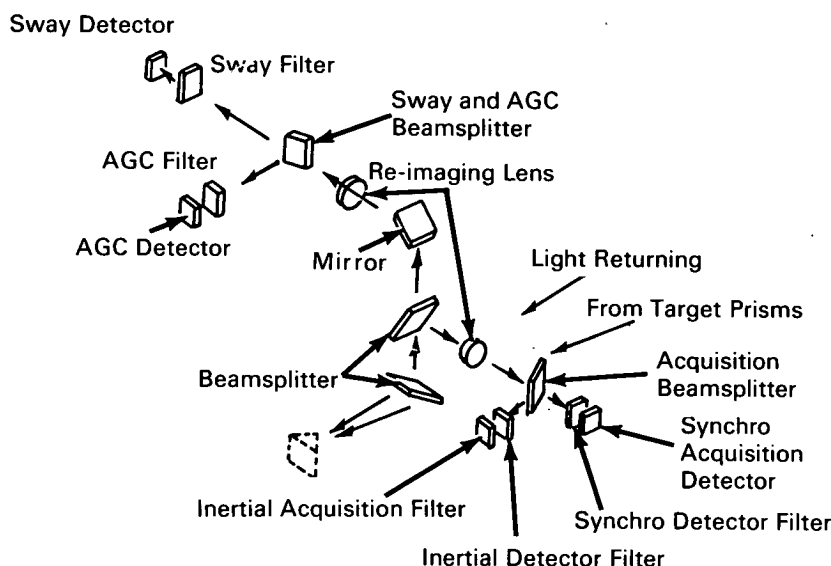 Sway Detector
Sway Filter
Sway and AGC
Beamsplitter
AGC Filter
Re-imaging Lens
AGC Detector
Mirror
Light Returning
From Target Prisms
Beamsplitter
Acquisition
Beamsplitter
Synchro
Acquisition
Detector
Inertial Acquisition Filter
Synchro Detector Filter
Inertial Detector Filter